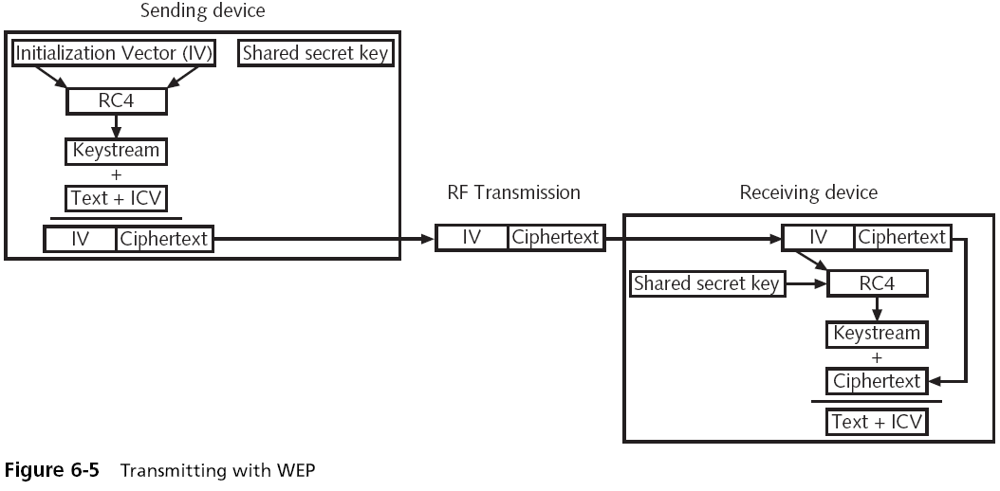 Sending device
Initialization Vector (IV)
Shared secret key
RC4
Keystream
+
Text + ICV
IV
Ciphertext
RF Transmission
IV
Ciphertext
Receiving device
IV
Ciphertext
Shared secret key
RC4
Keystream
+
Ciphertext
Text + ICV
Figure 6-5 Transmitting with WEP